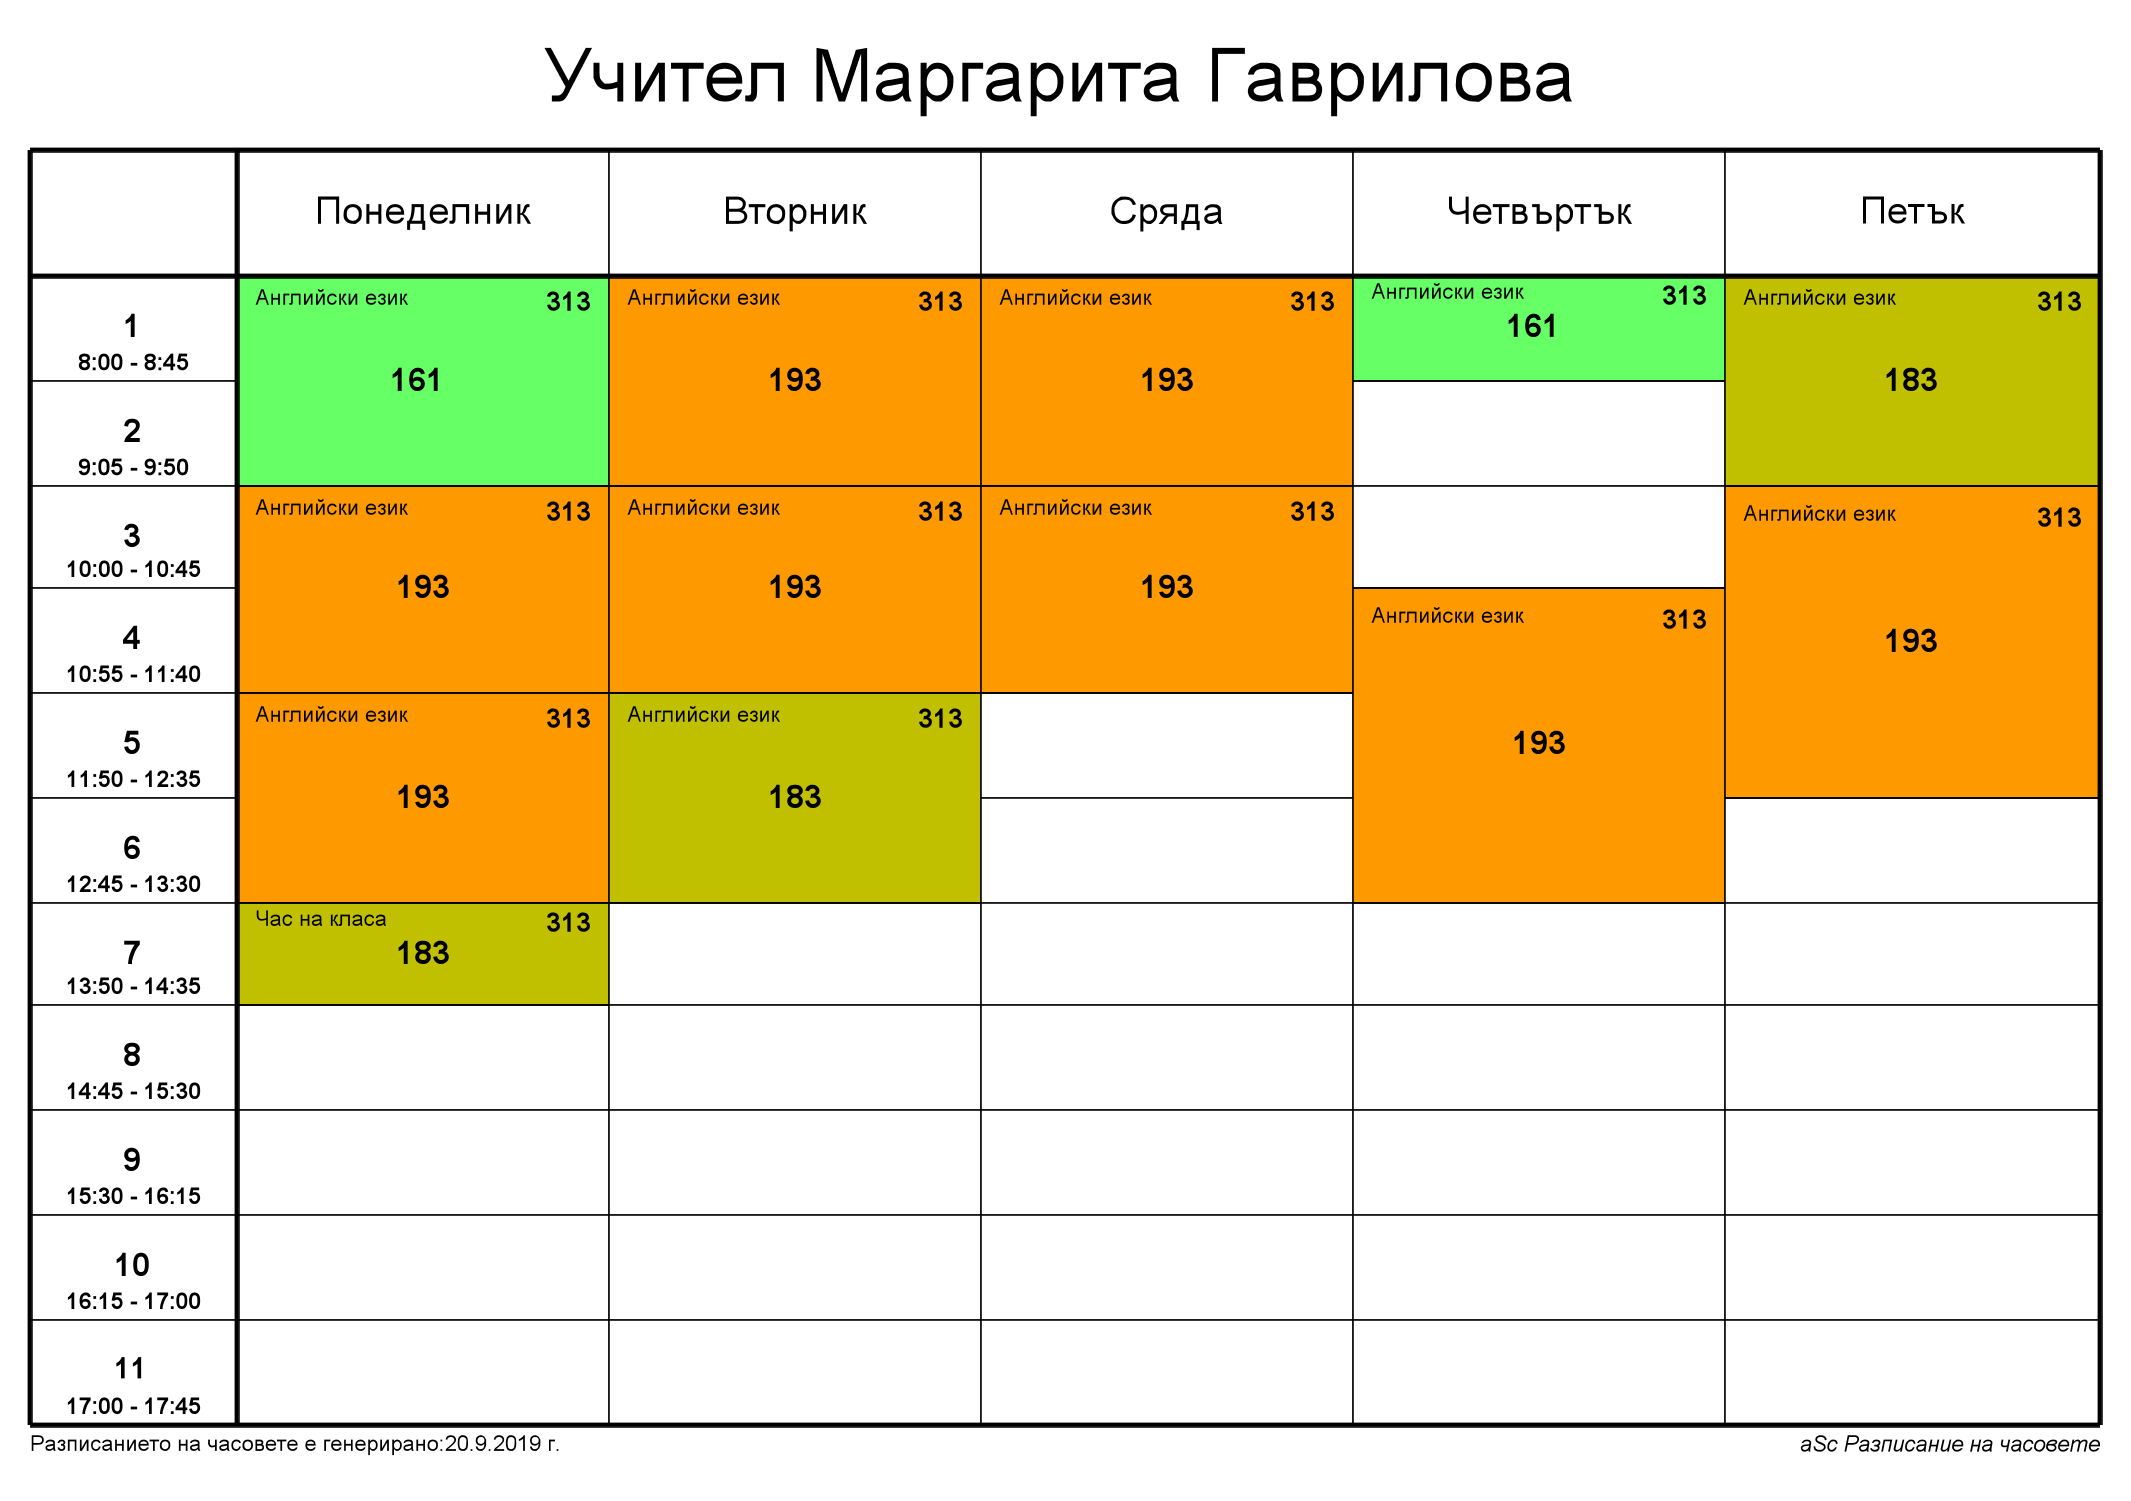 Учител Маргарита Гаврилова
Понеделник Вторник Сряда Четвъртък Петък
1
8:00 - 8:45
Английски език 313
161
Английски език 313
193
Английски език 313
193
Английски език 313
161
Английски език 313
183
2
9:05 - 9:50
3
10:00 - 10:45
Английски език 313
193
Английски език 313
193
Английски език 313
193
Английски език 313
193
4
10:55 - 11:40
Английски език 313
193
5
11:50 - 12:35
Английски език 313
193
Английски език 313
183
6
12:45 - 13:30
7
13:50 - 14:35
Час на класа 313
183
8
14:45 - 15:30
9
15:30 - 16:15
10
16:15 - 17:00
11
17:00 - 17:45
Разписанието на часовете е генерирано:20.9.2019 г. aSc Разписание на часовете